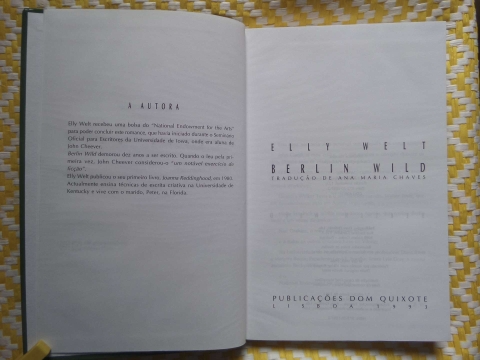 A AUTORA
Elly Welt recebeu uma bolsa do "National Endowment for the Arts"
para poder concluir este romance, que havia iniciado durante o Seminário
Oficial para Escritores da Universidade de Iowa, onde era aluna de
John Cheever.
Berlin Wild demorou dez anos a ser escrito. Quando o leu pela pri-
meira vez, John Cheever considerou-o "um notável exercício de
ficção".
Elly Welt publicou o seu primeiro livro, Joanna Reddinghood, em 1980.
Actualmente ensina técnicas de escrita criativa na Universidade de
Kentucky e vive com o marido, Peter, na Florida.
ELLY WELT
BERLIN WILD
TRADUÇÃO DE ANA MARIA CHAVES
PUBLICAÇÕES DOM QUIXOTE
LISBOA 1993